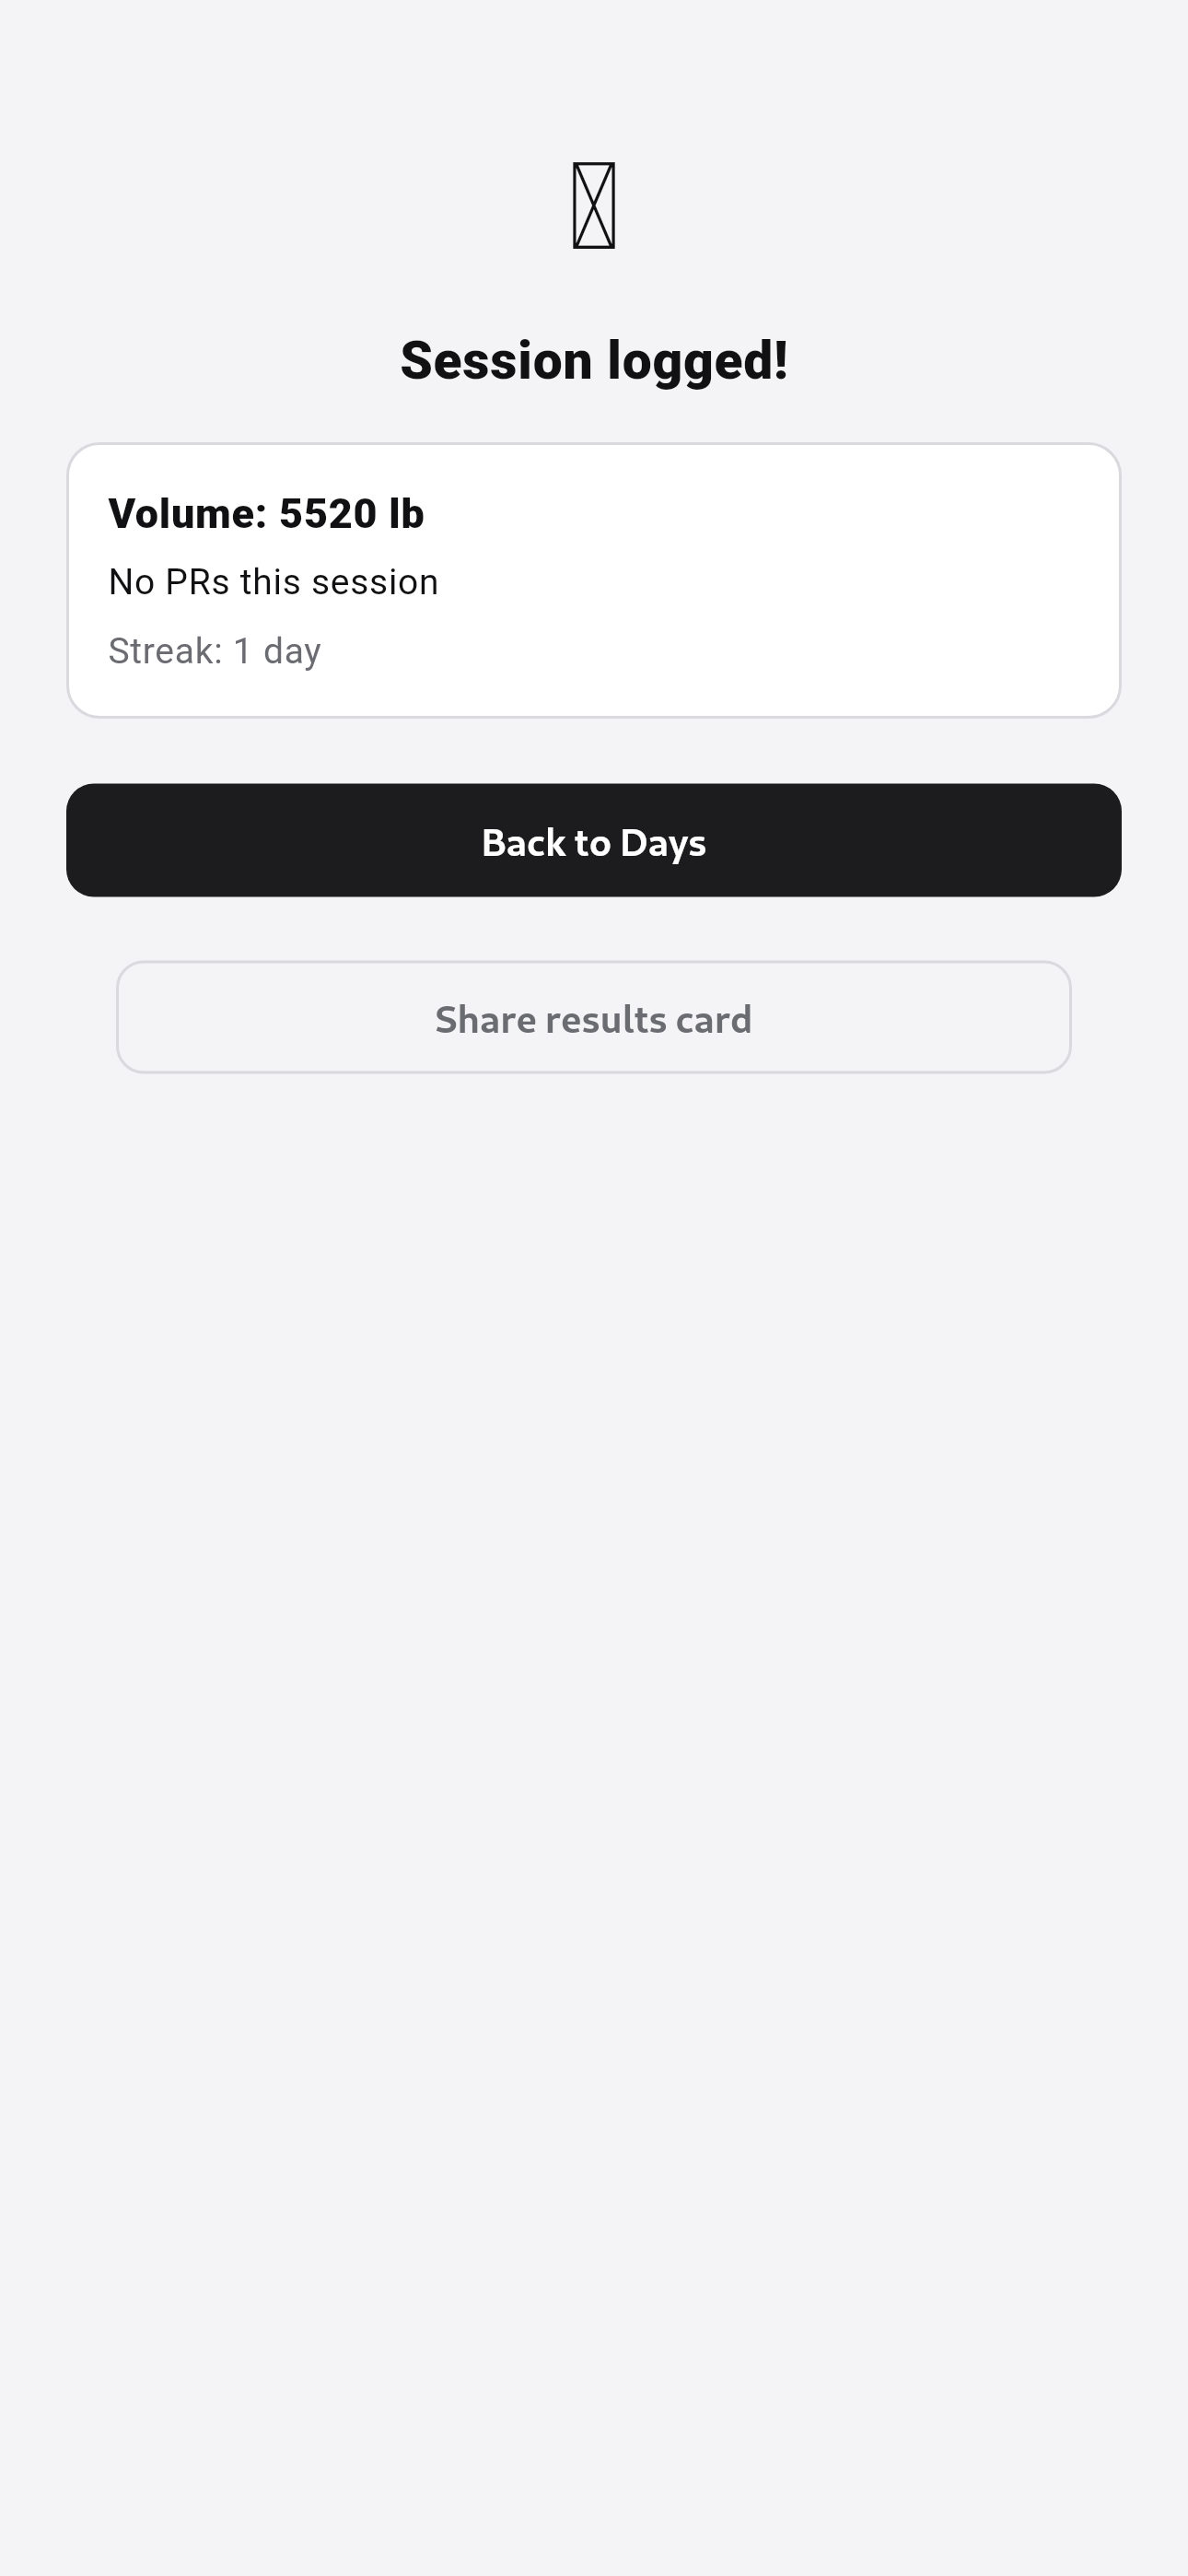 Session logged!
Volume: 5520 lb
No PRs this session
Streak: 1 day
Back to Days
Share results card